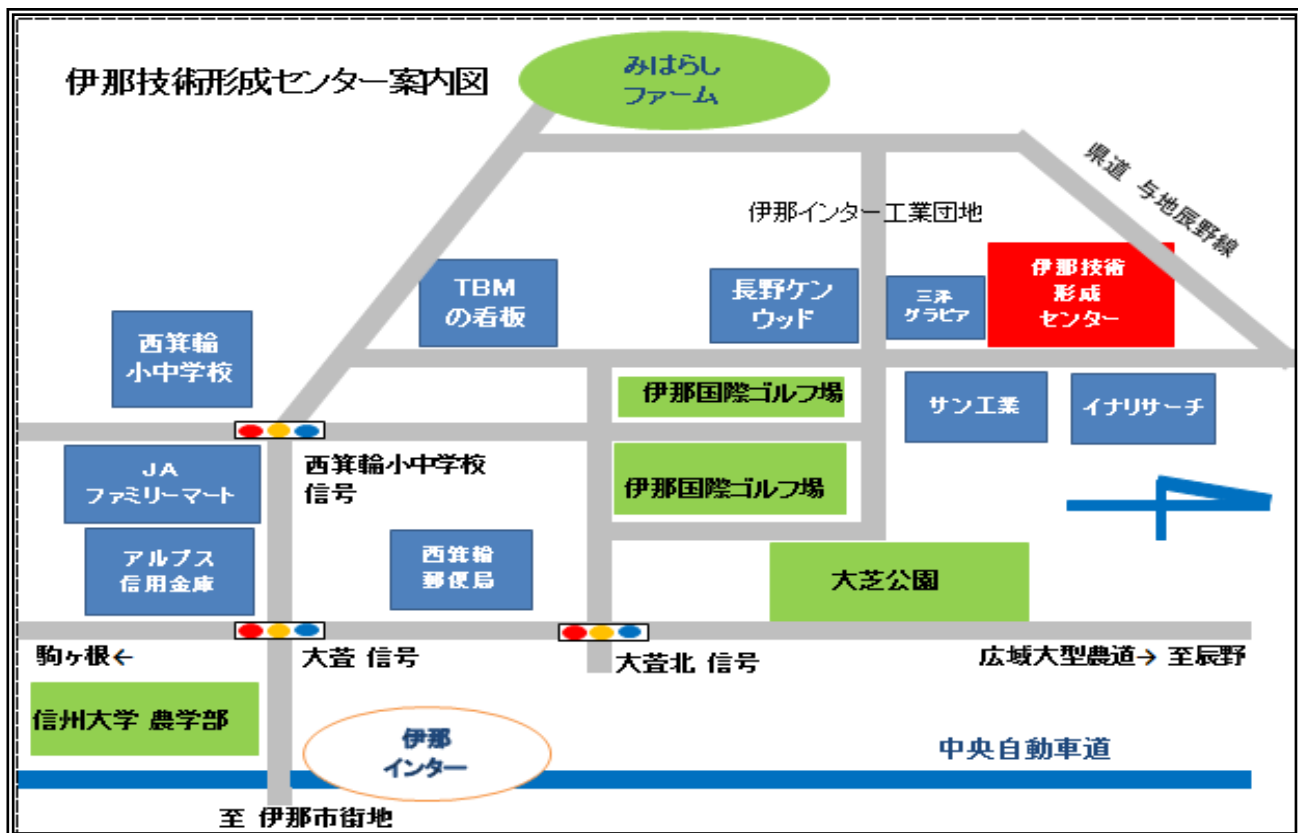 伊那技術形成センター案内図
みはらし
ファーム
県道 与地辰野線
伊那インター工業団地
TBM
の看板
長野ケン
ウッド
三洋
グラビア
伊那技術
形成
センター
西箕輪
小中学校
伊那国際ゴルフ場
サン工業
イナリサーチ
JA
ファミリーマート
西箕輪小中学校
信号
伊那国際ゴルフ場
アルプス
信用金庫
西箕輪
郵便局
大芝公園
駒ヶ根←
大萱 信号
大萱北 信号
広域大型農道→ 至辰野
信州大学 農学部
伊那
インター
中央自動車道
至 伊那市街地